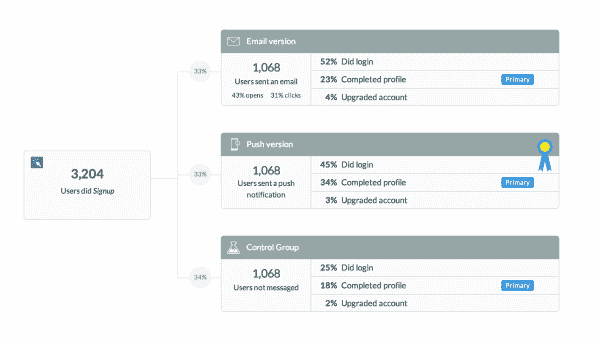 3,204
Users did Signup
33%
Email version
1,068
Users sent an email
43% opens 31% clicks
52% Did login
23% Completed profile
Primary
4% Upgraded account
33%
Push version
1,068
Users sent a push
notification
45% Did login
34% Completed profile
Primary
3% Upgraded account
34%
Control Group
1,068
Users not messaged
25% Did login
18% Completed profile
Primary
2% Upgraded account